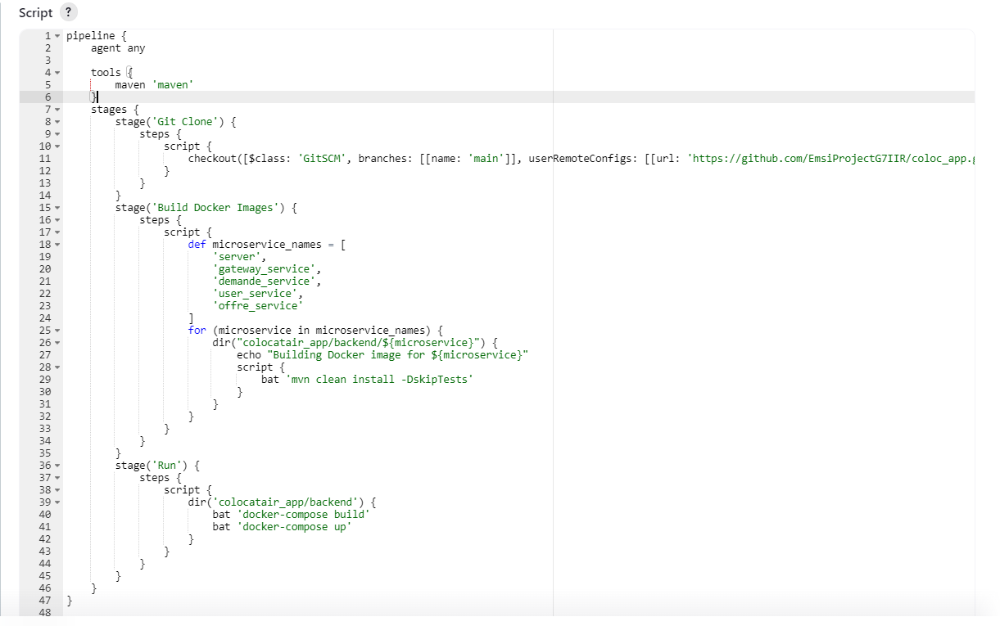 Script ?
1 pipeline {
2     agent any
3
4     tools {
5         maven 'maven'
6     }
7     stages {
8         stage('Git Clone') {
9             steps {
10                 script {
11                     checkout([$class: 'GitSCM', branches: [[name: 'main']], userRemoteConfigs: [[url: 'https://github.com/EmsiProjectG7IIR/coloc_app.g
12                 }
13             }
14         }
15         stage('Build Docker Images') {
16             steps {
17                 script {
18                     def microservice_names = [
19                         'server',
20                         'gateway_service',
21                         'demande_service',
22                         'user_service',
23                         'offre_service'
24                     ]
25                     for (microservice in microservice_names) {
26                         dir("colocatair_app/backend/${microservice}") {
27                             echo "Building Docker image for ${microservice}"
28                             script {
29                                 bat 'mvn clean install -DskipTests'
30                             }
31                         }
32                     }
33                 }
34             }
35         }
36         stage('Run') {
37             steps {
38                 script {
39                     dir('colocatair_app/backend') {
40                         bat 'docker-compose build'
41                         bat 'docker-compose up'
42                     }
43                 }
44             }
45         }
46     }
47 }
48